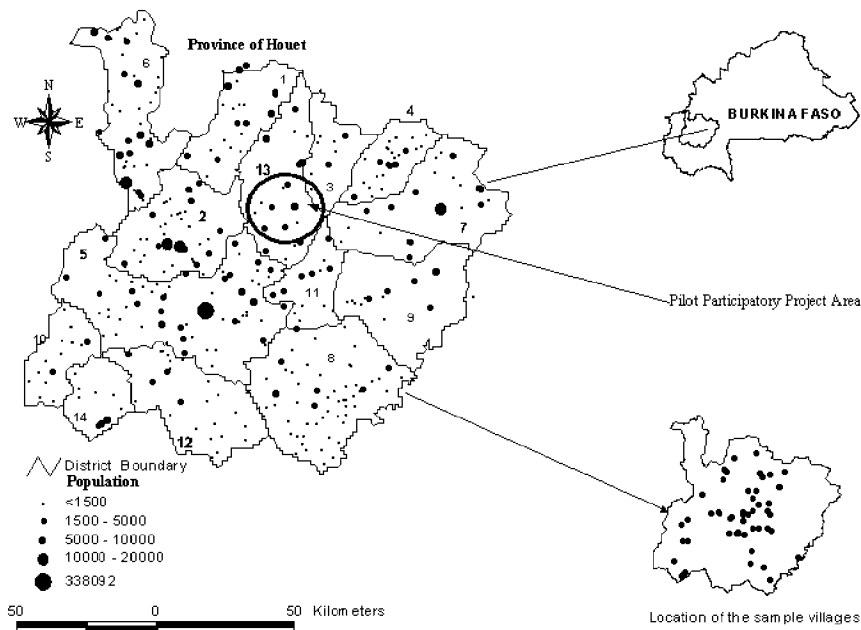 Province of Houet
6
1
4
N
W E
S
BURKINA FASO
13
3
2
7
5
11
Pilot Participatory Project Area
9
10
8
14
12
District Boundary
Population
<1500
1500 - 5000
5000 - 10000
10000 - 20000
338092
50 0 50 Kilometers
Location of the sample villages